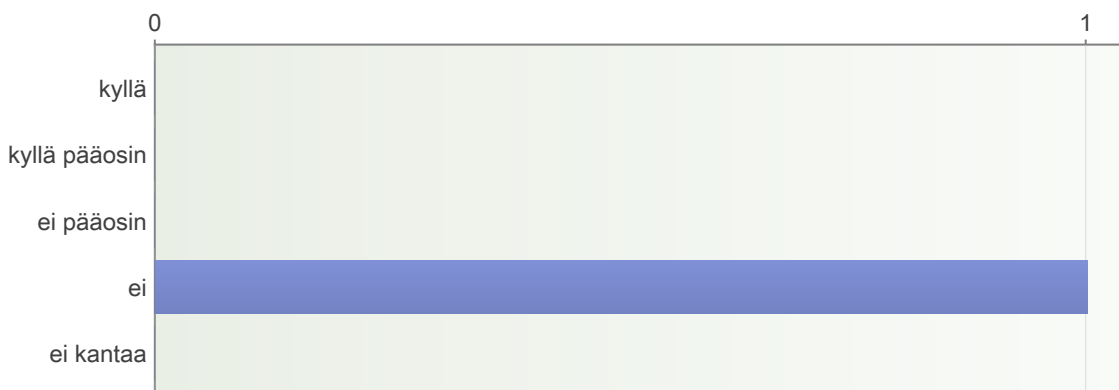 0 1
kyllä
kyllä pääosin
ei pääosin
ei
ei kantaa